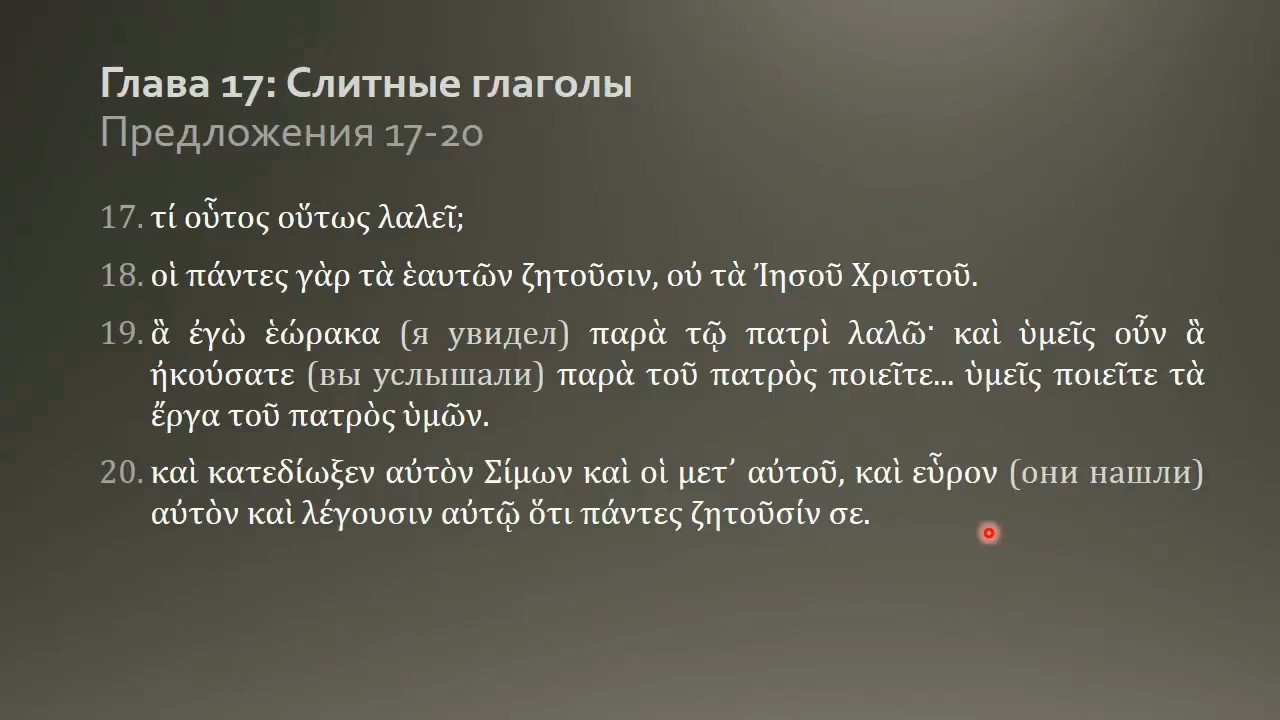 Глава 17: Слитные глаголы
Предложения 17-20
17. τί οὗτος οὕτως λαλεῖ;
18. οἱ πάντες γὰρ τὰ ἑαυτῶν ζητοῦσιν, οὐ τὰ Ἰησοῦ Χριστοῦ.
19. ἃ ἐγὼ ἑώρακα (я увидел) παρὰ τῷ πατρὶ λαλῶ· καὶ ὑμεῖς οὖν ἃ
ἠκούσατε (вы услышали) παρὰ τοῦ πατρὸς ποιεῖτε... ὑμεῖς ποιεῖτε τὰ
ἔργα τοῦ πατρὸς ὑμῶν.
20. καὶ κατεδίωξεν αὐτὸν Σίμων καὶ οἱ μετ᾽ αὐτοῦ, καὶ εὗρον (они нашли)
αὐτὸν καὶ λέγουσιν αὐτῷ ὅτι πάντες ζητοῦσίν σε.